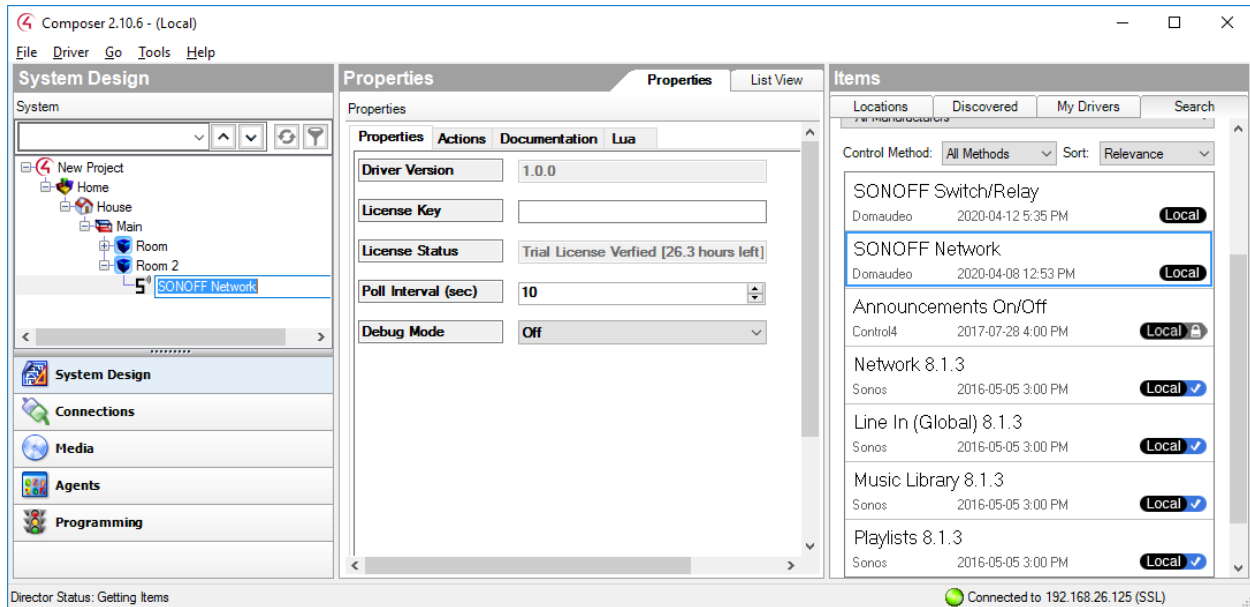 Composer 2.10.6 - (Local)
File Driver Go Tools Help
System Design
System
New Project
Home
House
Main
Room
Room 2
SONOFF Network
System Design
Connections
Media
Agents
Programming
Properties
Properties List View
Properties
Properties Actions Documentation Lua
Driver Version 1.0.0
License Key
License Status Trial License Verfied [26.3 hours left]
Poll Interval (sec) 10
Debug Mode Off
Items
Locations Discovered My Drivers Search
All Manufacturers
Control Method: All Methods Sort: Relevance
SONOFF Switch/Relay
Domaudeo 2020-04-12 5:35 PM Local
SONOFF Network
Domaudeo 2020-04-08 12:53 PM Local
Announcements On/Off
Control4 2017-07-28 4:00 PM Local
Network 8.1.3
Sonos 2016-05-05 3:00 PM Local
Line In (Global) 8.1.3
Sonos 2016-05-05 3:00 PM Local
Music Library 8.1.3
Sonos 2016-05-05 3:00 PM Local
Playlists 8.1.3
Sonos 2016-05-05 3:00 PM Local
Director Status: Getting Items
Connected to 192.168.26.125 (SSL)